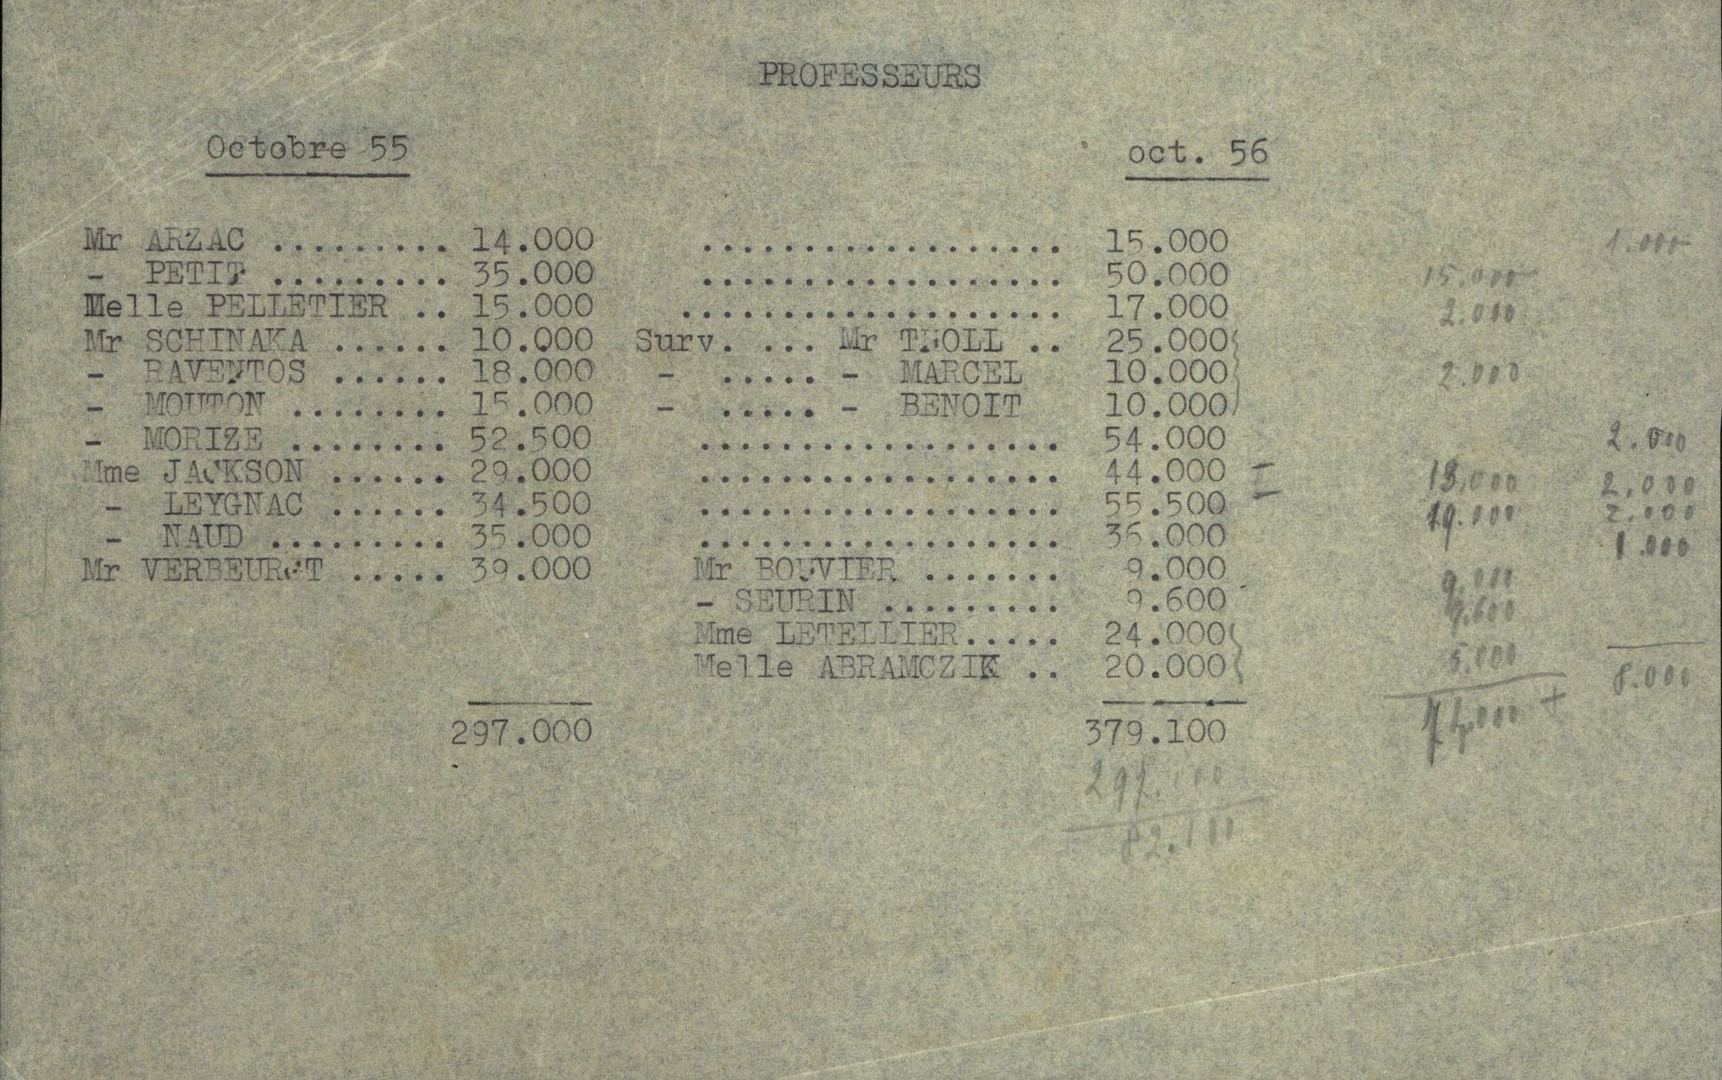 PROFESSEURS
Octobre 55 oct. 56
Mr ARZAC ......... 14.000 .................. 15.000 1.000
- PETIT ......... 35.000 .................. 50.000 15.000
Melle PELLETIER .. 15.000 ................... 17.000 2.000
Mr SCHINAKA ...... 10.000 Surv. ... Mr THOLL .. 25.000
- RAVENTOS ...... 18.000 - ..... - MARCEL 10.000 2.000
- MOUTON ........ 15.000 - ..... - BENOIT 10.000
- MORIZE ........ 52.500 .................. 54.000 2.000
Mme JACKSON ...... 29.000 .................. 44.000 13.000 2.000
- LEYGNAC ...... 34.500 .................. 55.500 19.000 2.000
- NAUD ......... 35.000 .................. 36.000 1.000
Mr VERBEURGT ..... 39.000 Mr BOUVIER ....... 9.000 9.000
- SEURIN ......... 9.600 9.600
Mme LETELLIER..... 24.000
Melle ABRAMCZIK .. 20.000 5.000 8.000
297.000 379.100
297.000
82.100